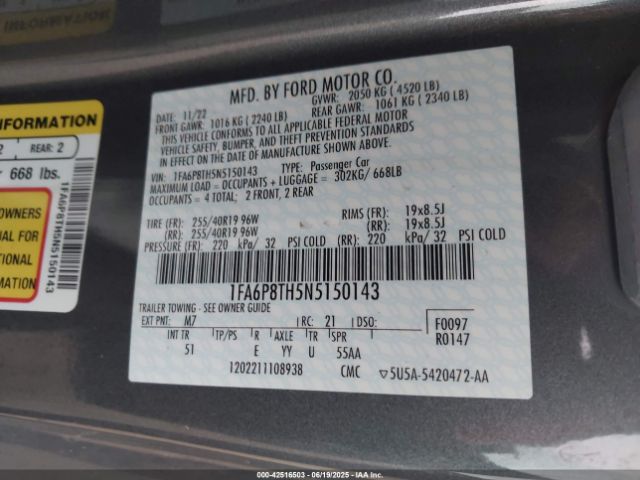 MFD. BY FORD MOTOR CO.
11/22 GVWR: 2050 KG ( 4520 LB)
FRONT GAWR: 1016 KG ( 2240 LB) REAR GAWR: 1061 KG ( 2340 LB)
THIS VEHICLE CONFORMS TO ALL APPLICABLE FEDERAL MOTOR
VEHICLE SAFETY, BUMPER, AND THEFT PREVENTION STANDARDS
IN EFFECT ON THE DATE OF MANUFACTURE SHOWN ABOVE.
VIN: 1FA6P8TH5N5150143 TYPE: Passenger Car
MAXIMUM LOAD = OCCUPANTS + LUGGAGE = 302KG/ 668LB
OCCUPANTS = 4 TOTAL; 2 FRONT, 2 REAR
TIRE (FR): 255/40R19 96W RIMS (FR): 19x8.5J
(RR): 255/40R19 96W (RR): 19x8.5J
PRESSURE (FR): 220 kPa/ 32 PSI COLD (RR): 220 kPa/ 32 PSI COLD
1FA6P8TH5N5150143
TRAILER TOWING - SEE OWNER GUIDE
EXT PNT: M7 RC: 21 DSO: F0097
INT TR TP/PS R AXLE TR SPR R0147
51 E YY U 55AA
1202211108938 CMC ▽5U5A-5420472-AA
INFORMATION
2 REAR: 2
668 lbs.
OWNERS
UAL FOR
TIONAL
MATION
1FA6P8TH5N5150143
00-42516503 - 06/19/2025 - IAAI.COM